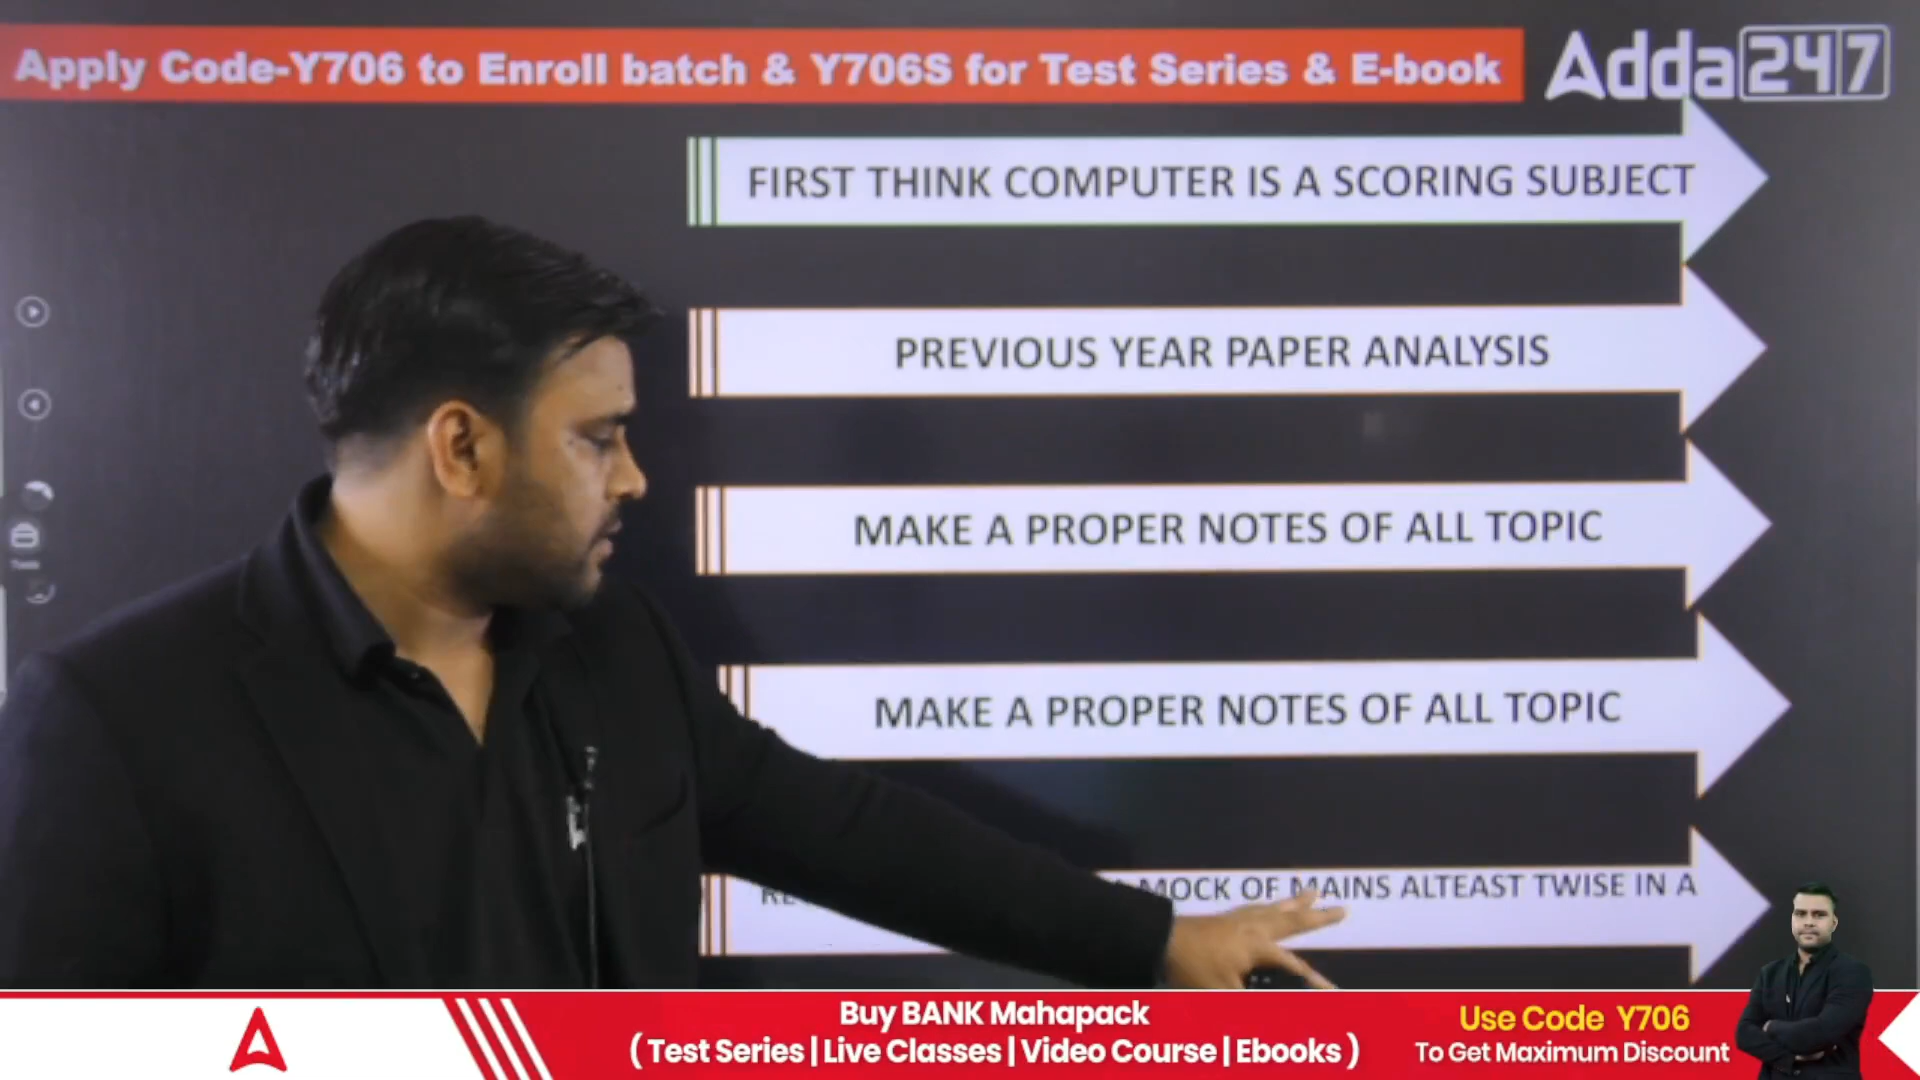 Apply Code-Y706 to Enroll batch & Y706S for Test Series & E-book
Adda247
FIRST THINK COMPUTER IS A SCORING SUBJECT
PREVIOUS YEAR PAPER ANALYSIS
MAKE A PROPER NOTES OF ALL TOPIC
MAKE A PROPER NOTES OF ALL TOPIC
MOCK OF MAINS ALTEAST TWISE IN A
Buy BANK Mahapack
( Test Series | Live Classes | Video Course | Ebooks )
Use Code Y706
To Get Maximum Discount